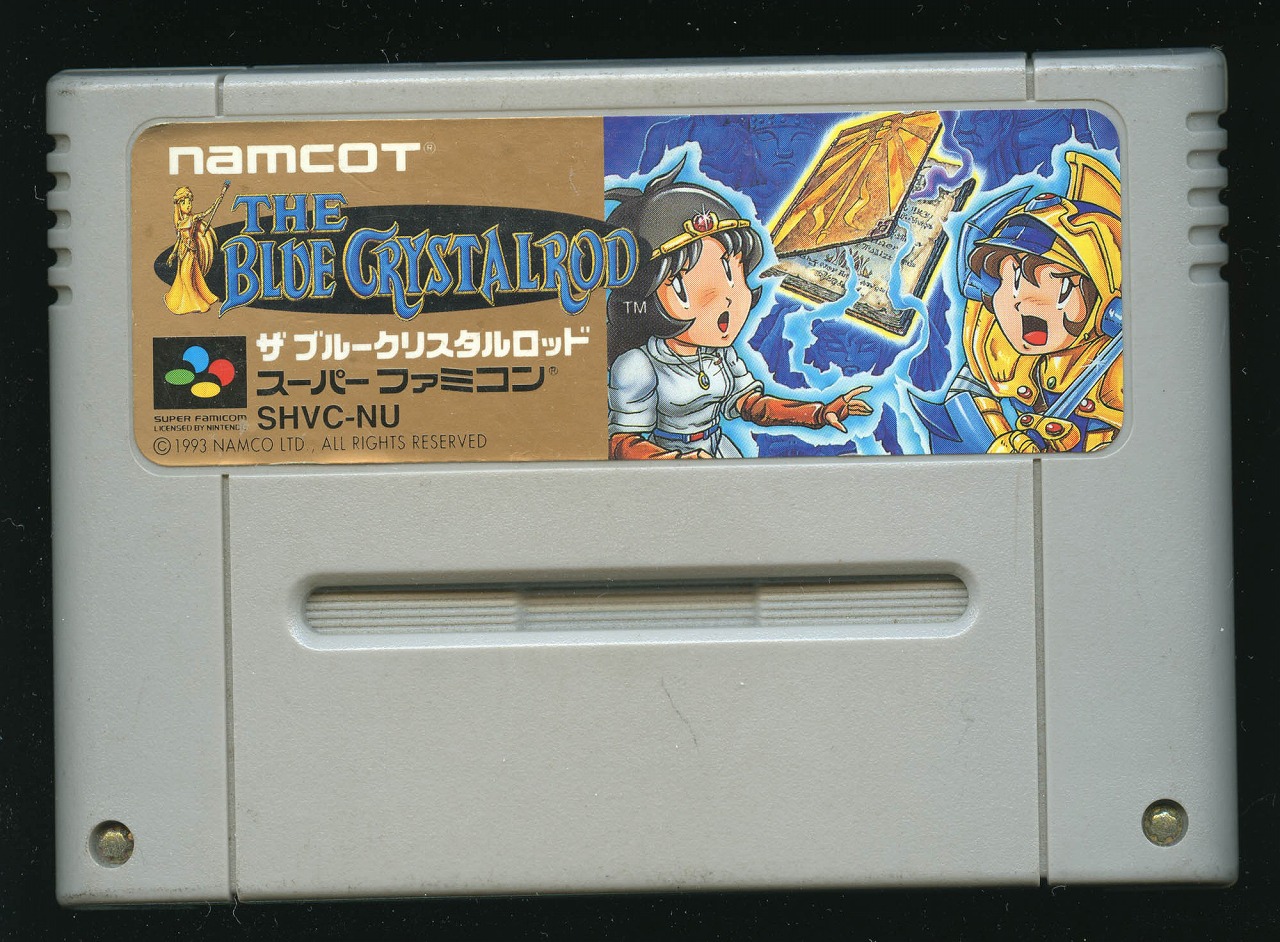 namcot®
THE
BLUE CRYSTALROD
TM
ザ ブルークリスタルロッド
スーパー ファミコン®
SUPER FAMICOM
LICENSED BY NINTENDO
SHVC-NU
©1993 NAMCO LTD., ALL RIGHTS RESERVED